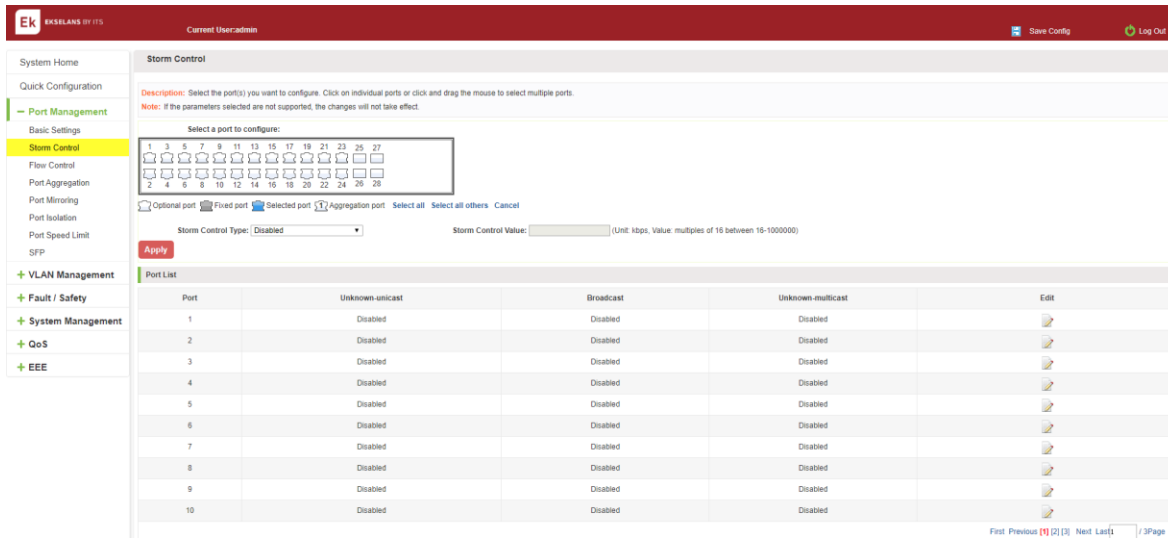 Ek EKSELANS BY ITS
Current User:admin
Save Config
Log Out
System Home
Quick Configuration
Port Management
Basic Settings
Storm Control
Flow Control
Port Aggregation
Port Mirroring
Port Isolation
Port Speed Limit
SFP
VLAN Management
Fault / Safety
System Management
QoS
EEE
Storm Control
Description: Select the port(s) you want to configure. Click on individual ports or click and drag the mouse to select multiple ports.
Note: If the parameters selected are not supported, the changes will not take effect.
Select a port to configure:
1 3 5 7 9 11 13 15 17 19 21 23 25 27
2 4 6 8 10 12 14 16 18 20 22 24 26 28
Optional port Fixed port Selected port 1 Aggregation port Select all Select all others Cancel
Storm Control Type: Disabled Storm Control Value: (Unit: kbps, Value: multiples of 16 between 16-1000000)
Apply
Port List
Port Unknown-unicast Broadcast Unknown-multicast Edit
1 Disabled Disabled Disabled
2 Disabled Disabled Disabled
3 Disabled Disabled Disabled
4 Disabled Disabled Disabled
5 Disabled Disabled Disabled
6 Disabled Disabled Disabled
7 Disabled Disabled Disabled
8 Disabled Disabled Disabled
9 Disabled Disabled Disabled
10 Disabled Disabled Disabled
First Previous [1] [2] [3] Next Last 1 / 3Page